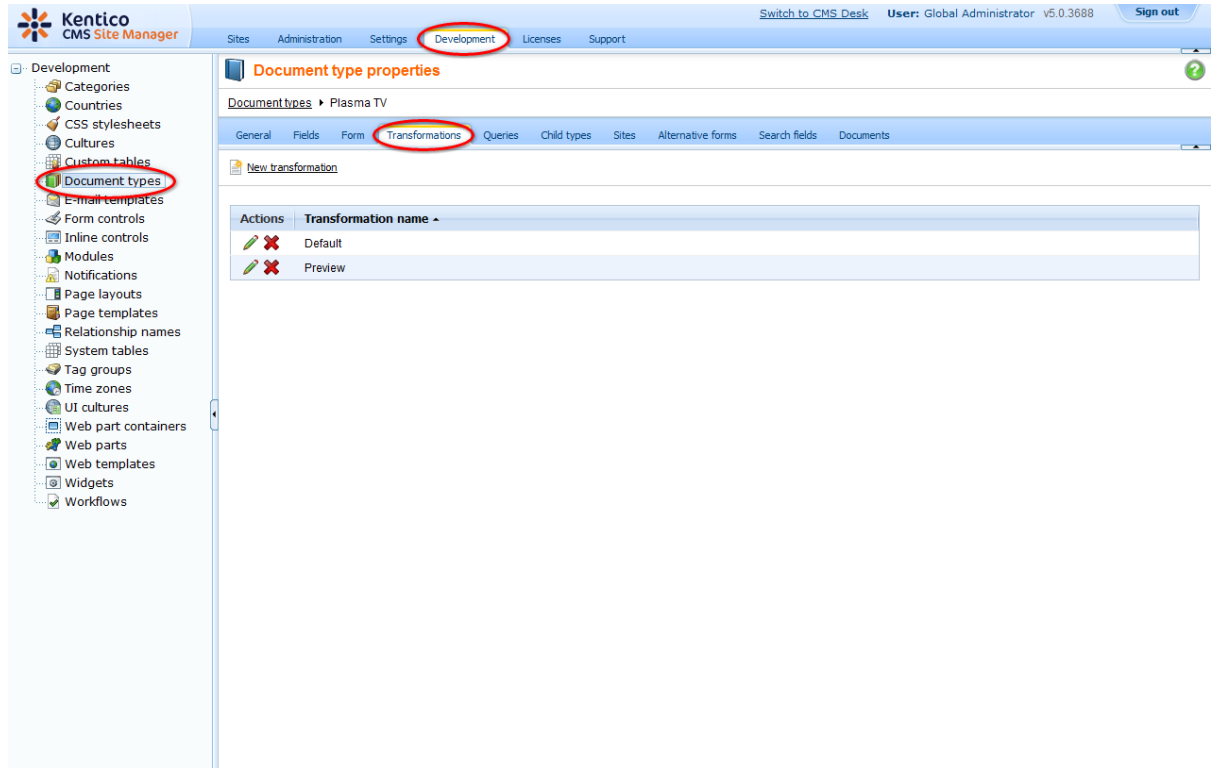 Kentico
CMS Site Manager
Switch to CMS Desk User: Global Administrator v5.0.3688 Sign out
Sites Administration Settings Development Licenses Support
Development
Categories
Countries
CSS stylesheets
Cultures
Custom tables
Document types
E-mail templates
Form controls
Inline controls
Modules
Notifications
Page layouts
Page templates
Relationship names
System tables
Tag groups
Time zones
UI cultures
Web part containers
Web parts
Web templates
Widgets
Workflows
Document type properties
Document types Plasma TV
General Fields Form Transformations Queries Child types Sites Alternative forms Search fields Documents
New transformation
Actions Transformation name
Default
Preview